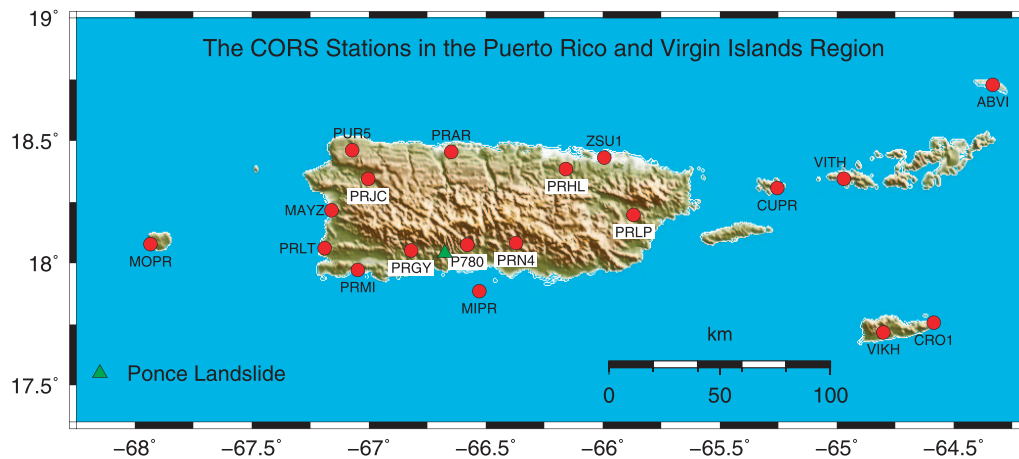 19°
The CORS Stations in the Puerto Rico and Virgin Islands Region
ABVI
18.5°
PUR5
PRAR
ZSU1
VITH
PRJC
PRHL
MAYZ
CUPR
PRLP
PRLT
MOPR
18°
PRGY
P780
PRN4
PRMI
MIPR
km
VIKH
CRO1
Ponce Landslide
17.5°
0
50
100
−68°
−67.5°
−67°
−66.5°
−66°
−65.5°
−65°
−64.5°